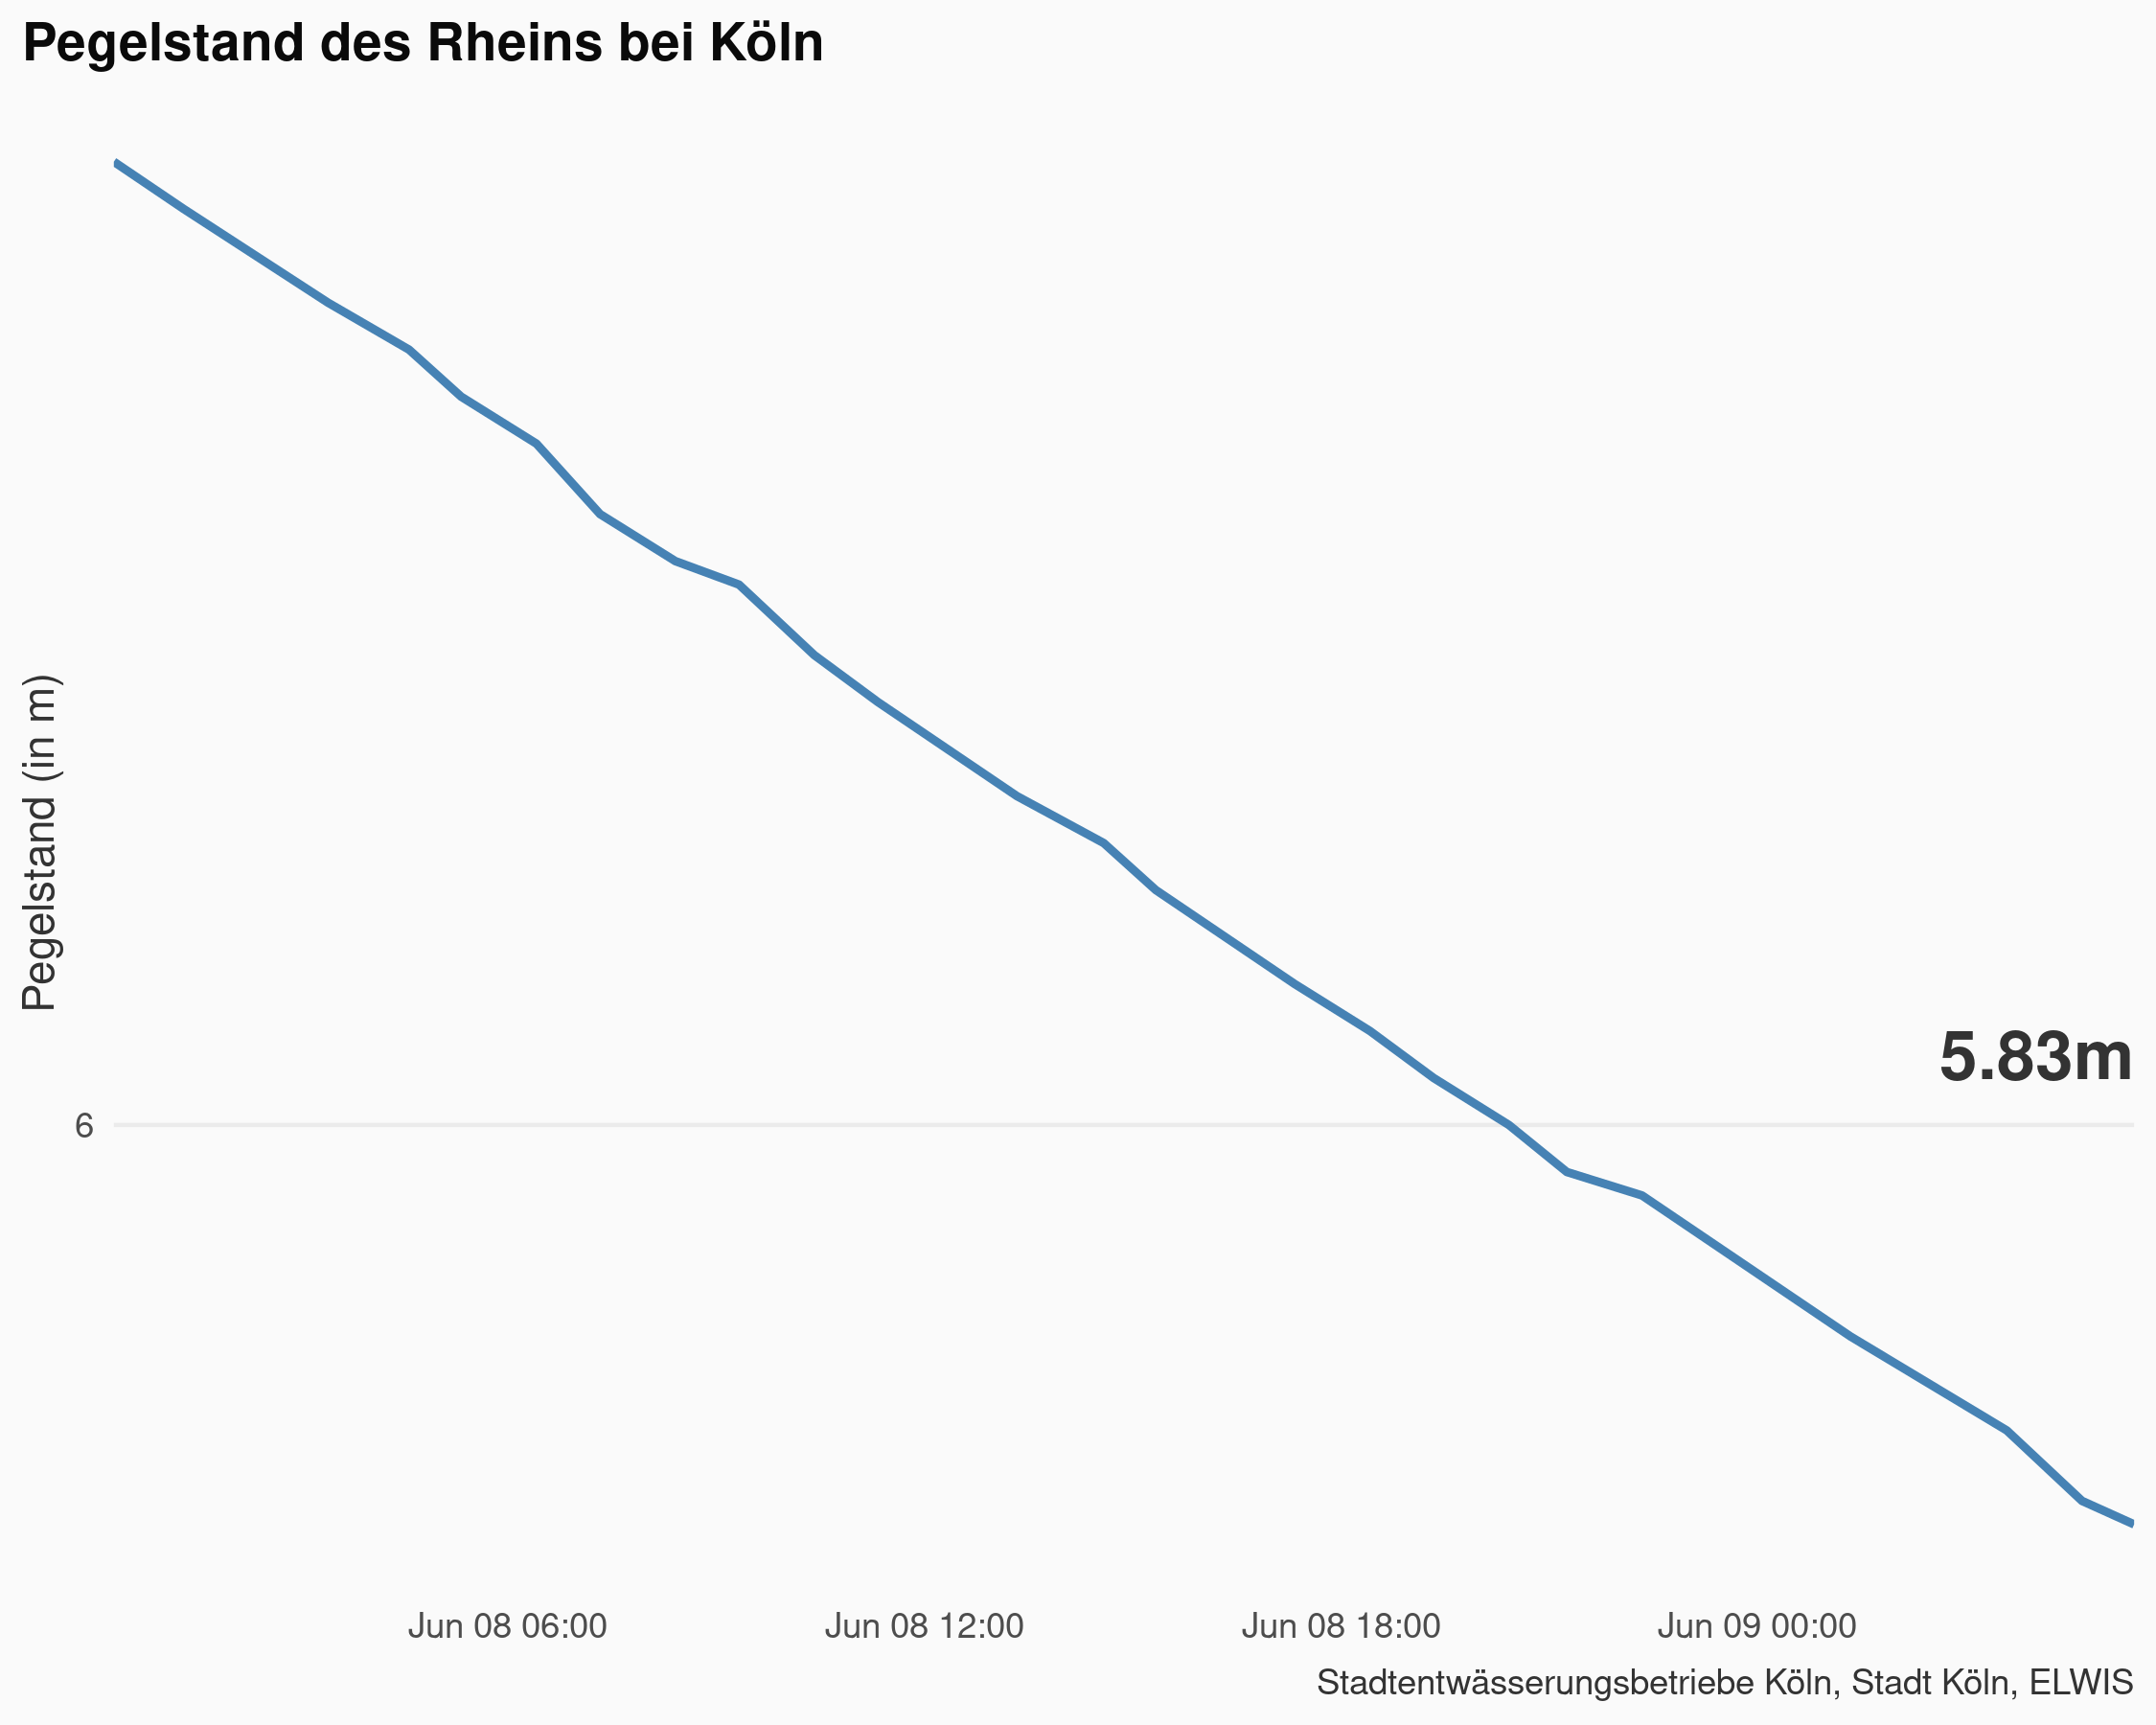 Pegelstand des Rheins bei Köln
Pegelstand (in m)
5.83m
6
Jun 08 06:00
Jun 08 12:00
Jun 08 18:00
Jun 09 00:00
Stadtentwässerungsbetriebe Köln, Stadt Köln, ELWIS